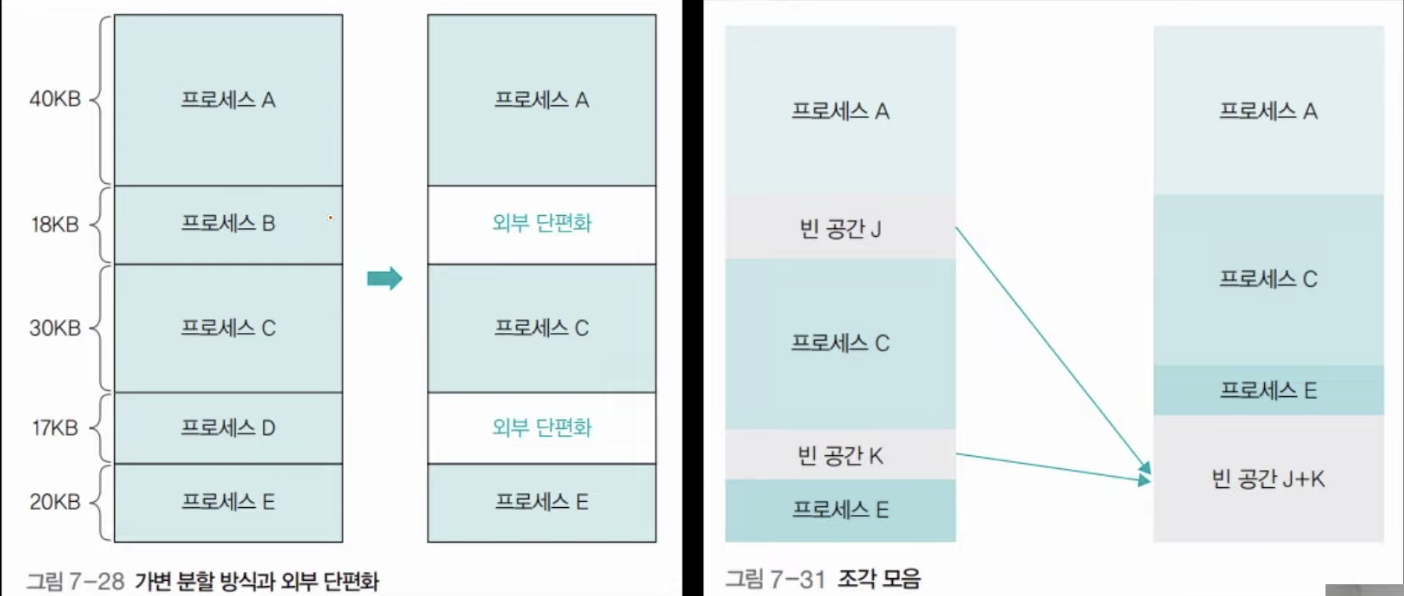 40KB
프로세스 A
18KB
프로세스 B
30KB
프로세스 C
17KB
프로세스 D
20KB
프로세스 E
프로세스 A
외부 단편화
프로세스 C
외부 단편화
프로세스 E
그림 7-28 가변 분할 방식과 외부 단편화
프로세스 A
빈 공간 J
프로세스 C
빈 공간 K
프로세스 E
프로세스 A
프로세스 C
프로세스 E
빈 공간 J+K
그림 7-31 조각 모음